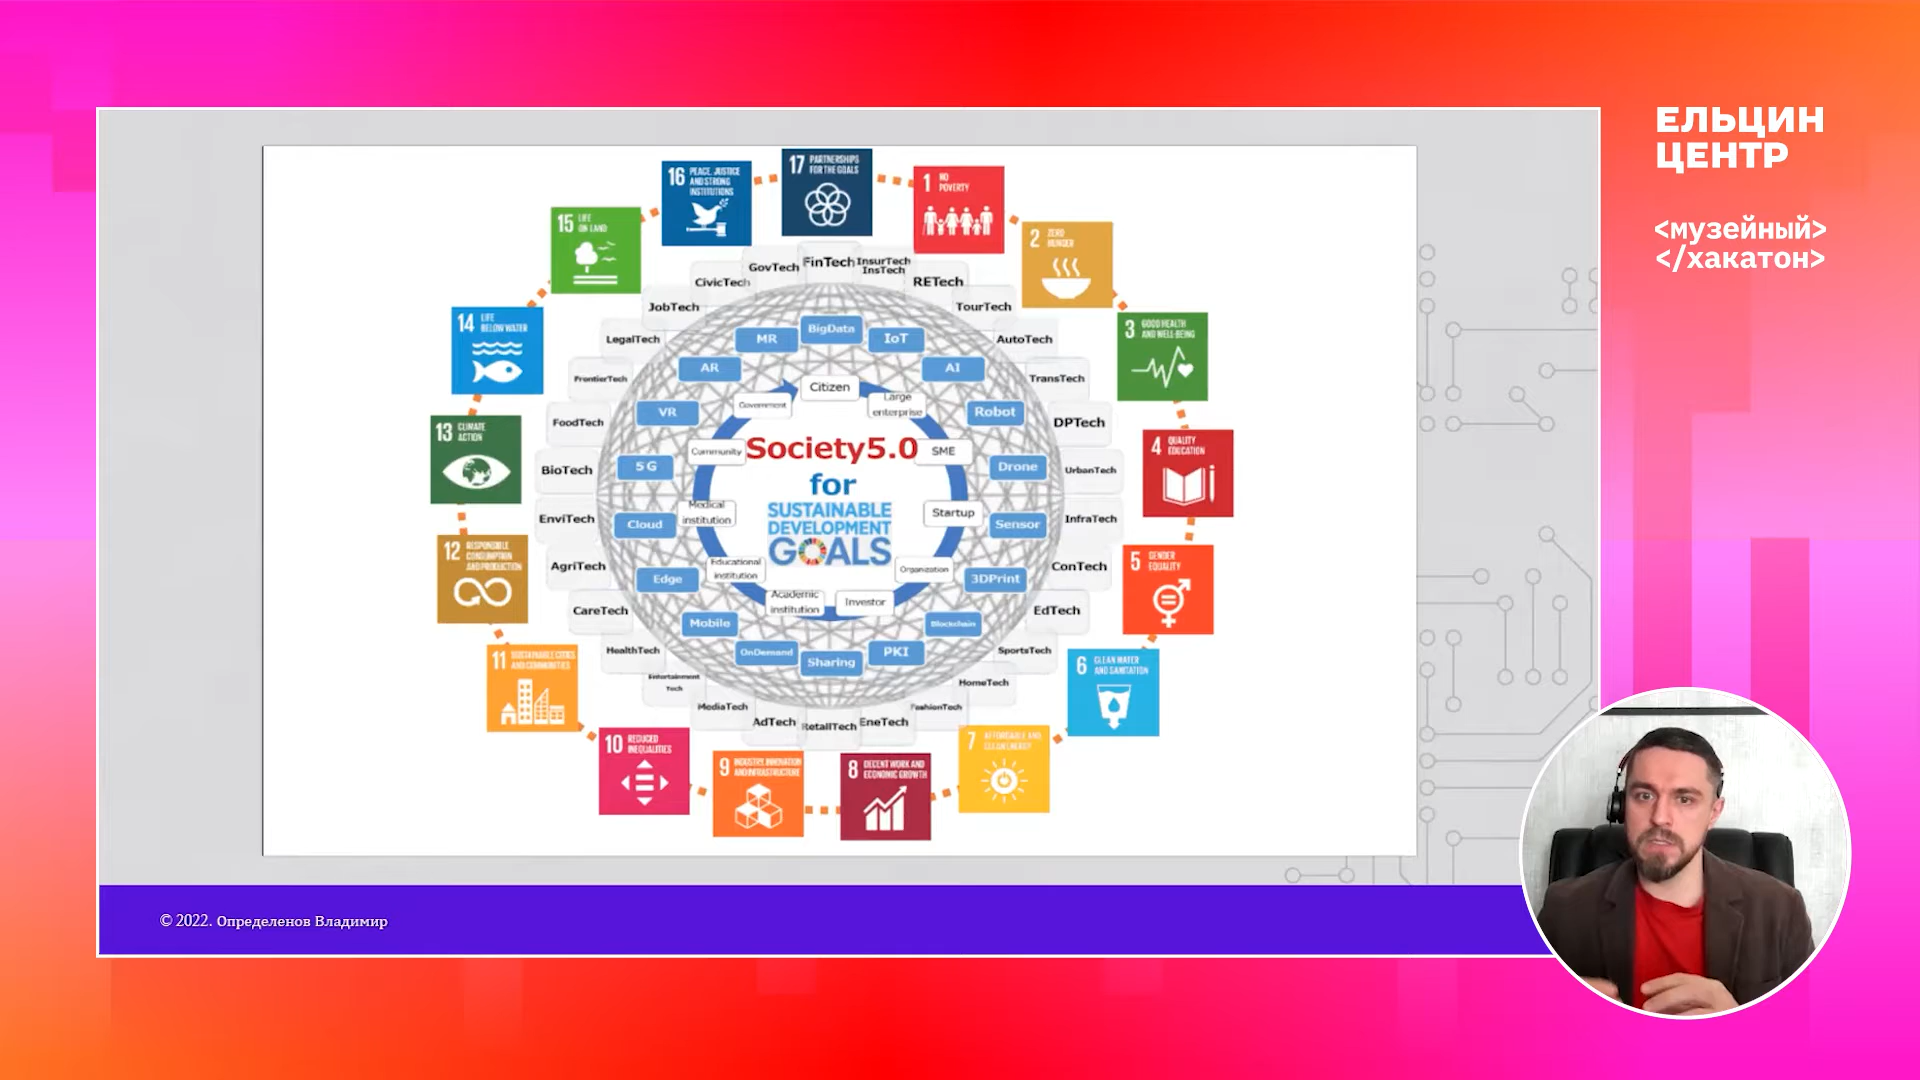 ЕЛЬЦИН
ЦЕНТР
<музейный>
</хакатон>
17 PARTNERSHIPS
FOR THE GOALS
16 PEACE, JUSTICE
AND STRONG
INSTITUTIONS
1 NO
POVERTY
15 LIFE
ON LAND
2 ZERO
HUNGER
14 LIFE
BELOW WATER
3 GOOD HEALTH
AND WELL-BEING
13 CLIMATE
ACTION
4 QUALITY
EDUCATION
12 RESPONSIBLE
CONSUMPTION
AND PRODUCTION
5 GENDER
EQUALITY
11 SUSTAINABLE CITIES
AND COMMUNITIES
6 CLEAN WATER
AND SANITATION
10 REDUCED
INEQUALITIES
9 INDUSTRY, INNOVATION
AND INFRASTRUCTURE
8 DECENT WORK AND
ECONOMIC GROWTH
7 AFFORDABLE AND
CLEAN ENERGY
FinTech
InsurTech
InsTech
RETech
TourTech
AutoTech
TransTech
DPTech
UrbanTech
InfraTech
ConTech
EdTech
SportsTech
HomeTech
FashionTech
EneTech
RetailTech
AdTech
MediaTech
Entertainment
Tech
HealthTech
CareTech
AgriTech
EnviTech
BioTech
FoodTech
FrontierTech
LegalTech
JobTech
CivicTech
GovTech
BigData
IoT
AI
Robot
Drone
Sensor
3DPrint
Blockchain
PKI
Sharing
OnDemand
Mobile
Edge
Cloud
5G
VR
AR
MR
Citizen
Large
enterprise
SME
Startup
Organization
Investor
Academic
institution
Educational
institution
Medical
institution
Community
Government
Society5.0
for
SUSTAINABLE
DEVELOPMENT
GOALS
© 2022. Определенов Владимир